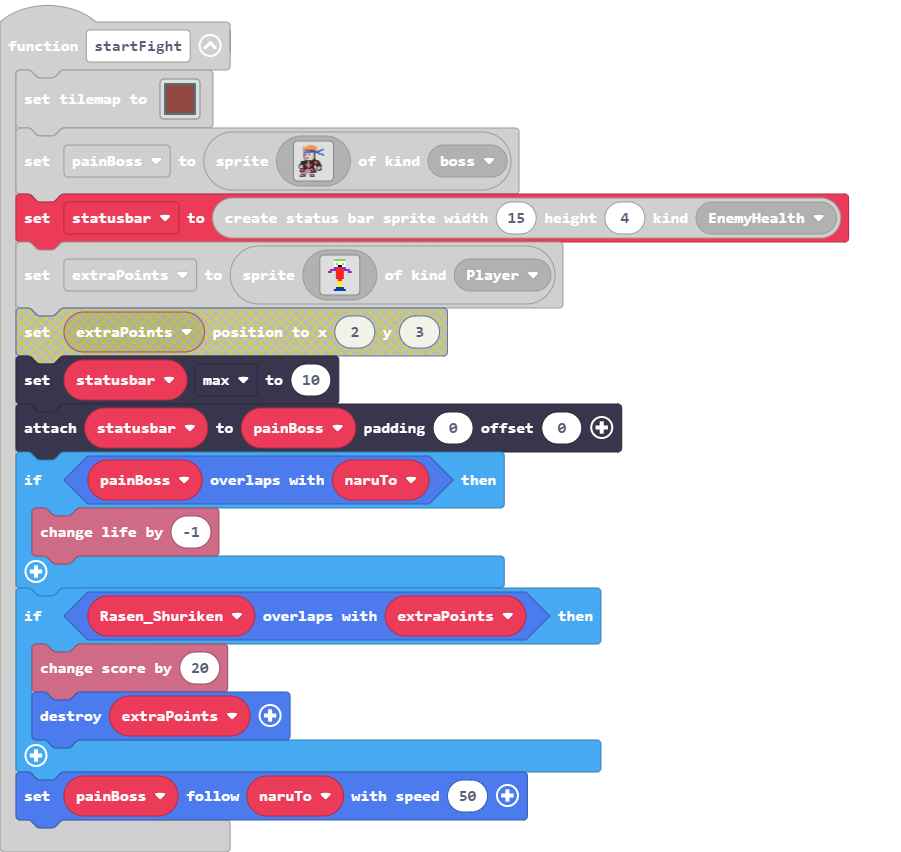 function startFight
set tilemap to
set painBoss to sprite of kind boss
set statusbar to create status bar sprite width 15 height 4 kind EnemyHealth
set extraPoints to sprite of kind Player
set extraPoints position to x 2 y 3
set statusbar max to 10
attach statusbar to painBoss padding 0 offset 0
if painBoss overlaps with naruTo then
change life by -1
if Rasen_Shuriken overlaps with extraPoints then
change score by 20
destroy extraPoints
set painBoss follow naruTo with speed 50